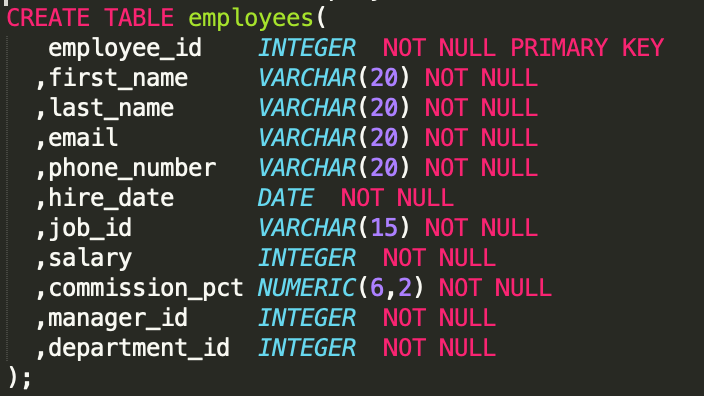 CREATE TABLE employees(
employee_id INTEGER NOT NULL PRIMARY KEY
,first_name VARCHAR(20) NOT NULL
,last_name VARCHAR(20) NOT NULL
,email VARCHAR(20) NOT NULL
,phone_number VARCHAR(20) NOT NULL
,hire_date DATE NOT NULL
,job_id VARCHAR(15) NOT NULL
,salary INTEGER NOT NULL
,commission_pct NUMERIC(6,2) NOT NULL
,manager_id INTEGER NOT NULL
,department_id INTEGER NOT NULL
);